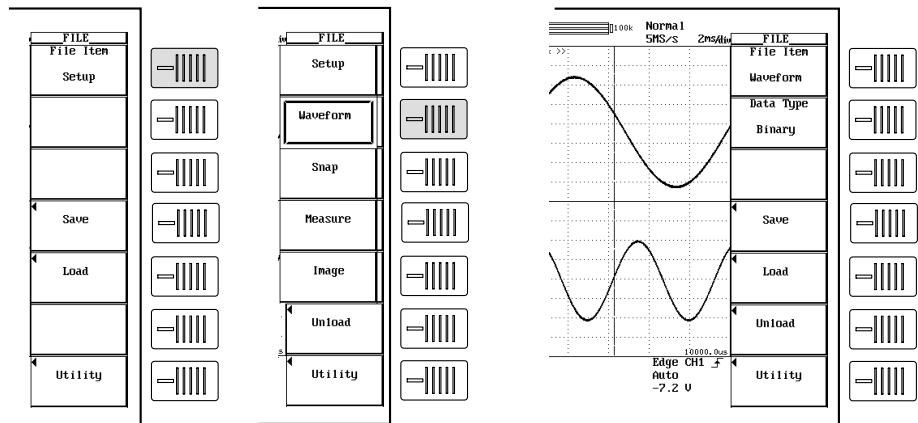 FILE
File Item
Setup
Save
Load
Utility
FILE
Setup
Waveform
Snap
Measure
Image
Unload
Utility
100k Normal
5MS/s 2ms/div
>>
10000.0us
Edge CH1
Auto
-7.2 V
FILE
File Item
Waveform
Data Type
Binary
Save
Load
Unload
Utility